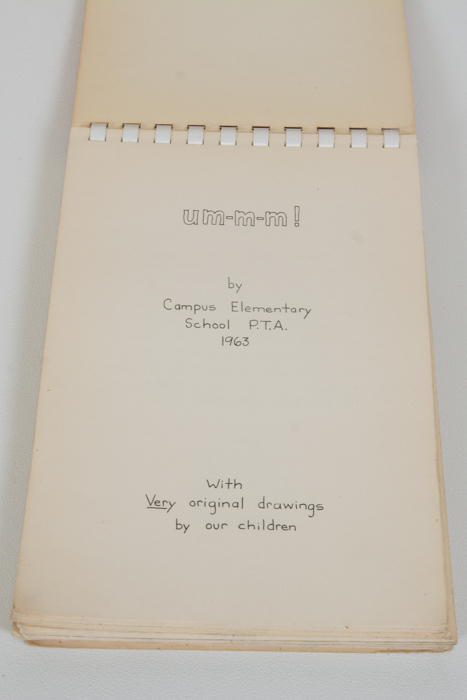 um-m-m!
by
Campus Elementary
School P.T.A.
1963
With
Very original drawings
by our children